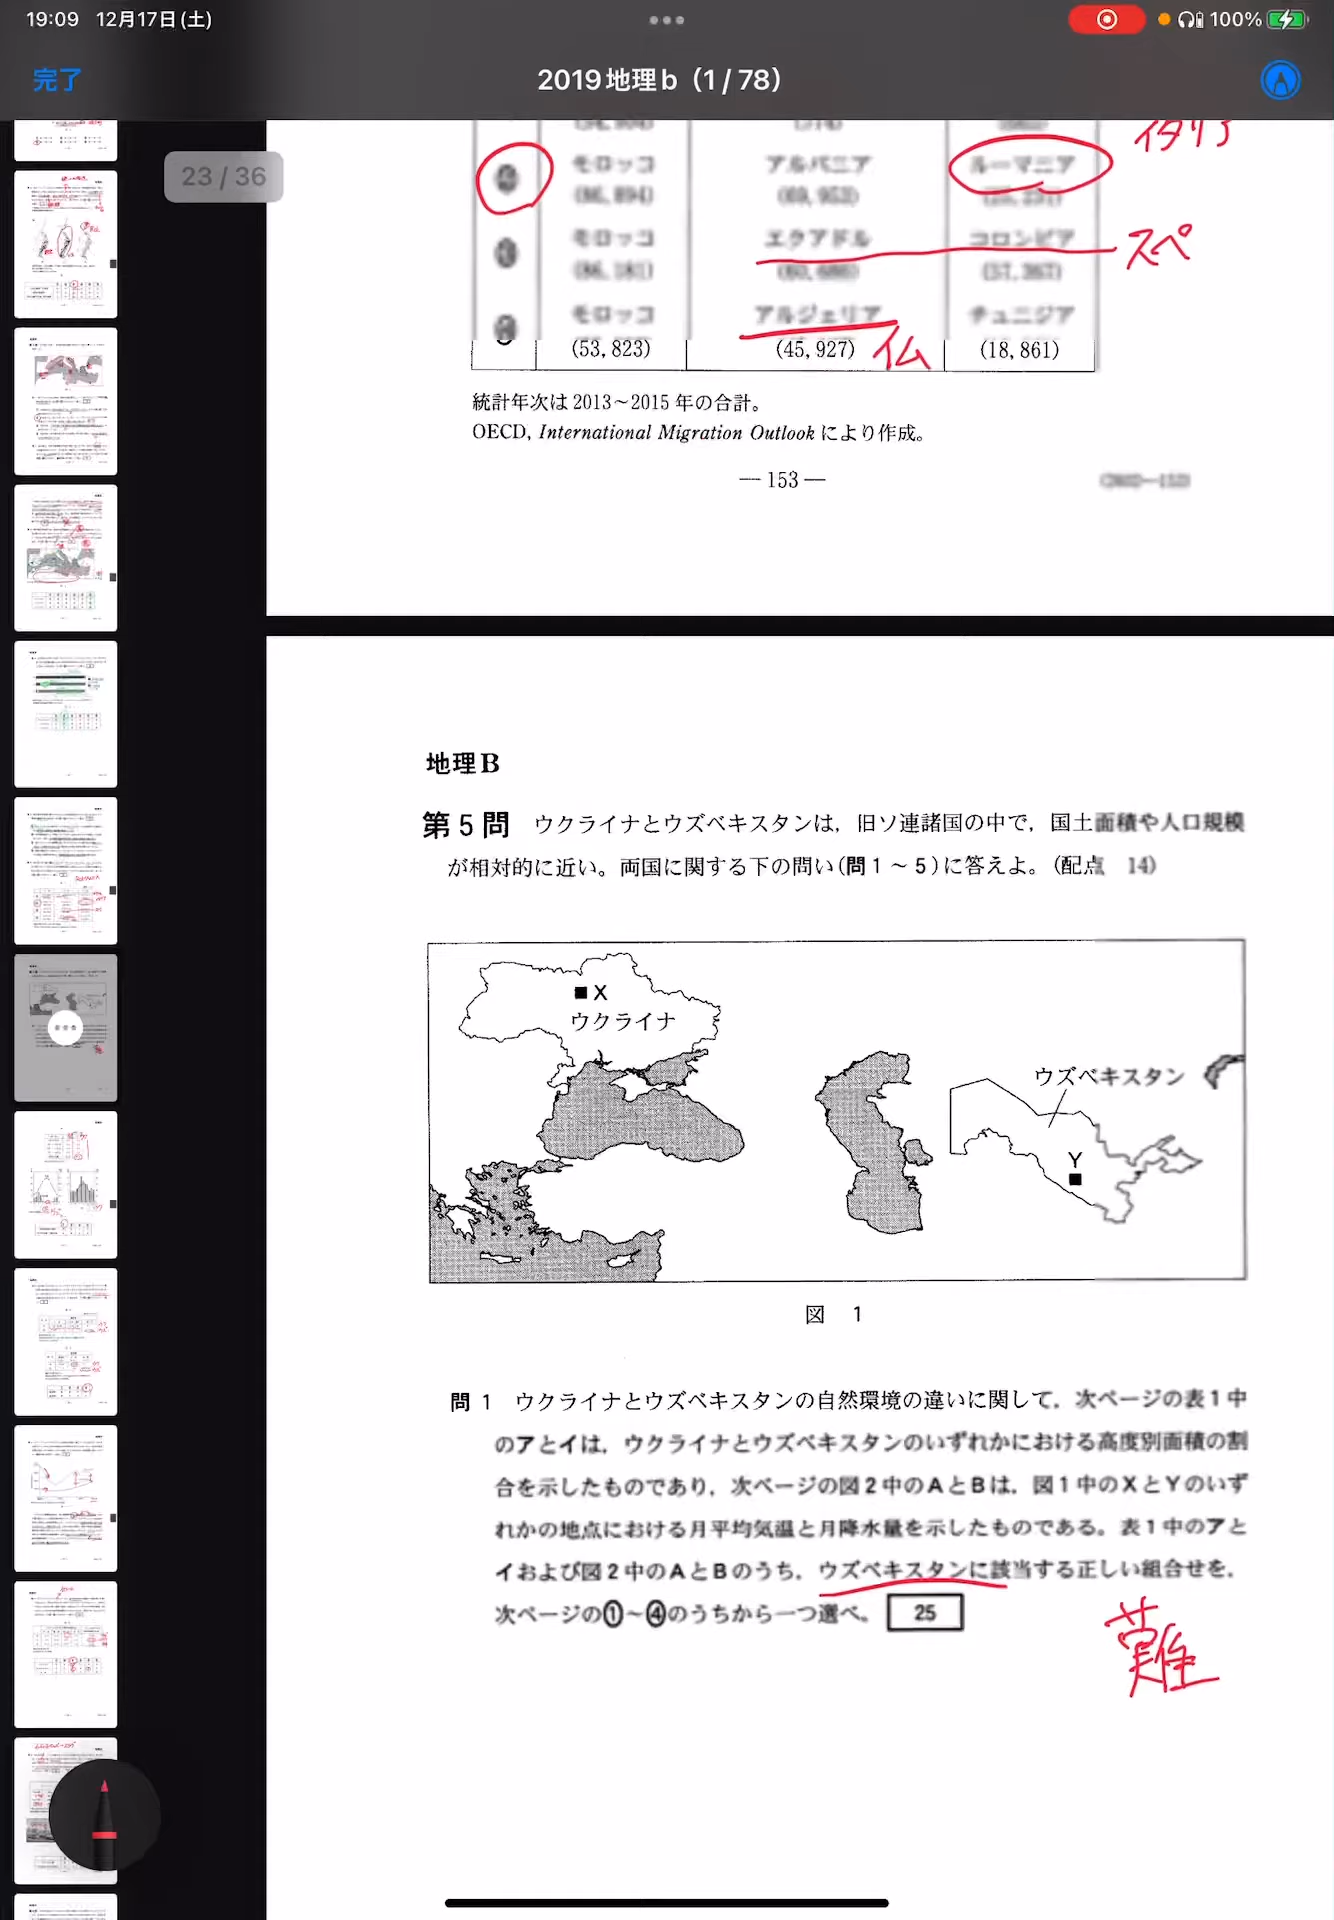 19:09 12月17日(土)
100%
完了
2019地理b（1/78）
23/36
イタリア
モロッコ アルバニア ルーマニア
(86,894) (69,953)
モロッコ エクアドル コロンビア
スペ
(86,181) (60,686) (37,367)
モロッコ アルジェリア チュニジア
(53,823) (45,927) (18,861)
仏
統計年次は2013～2015年の合計。
OECD, International Migration Outlookにより作成。
— 153 —
地理B
第5問 ウクライナとウズベキスタンは，旧ソ連諸国の中で，国土面積や人口規模
が相対的に近い。両国に関する下の問い(問1～5)に答えよ。(配点 14)
X
ウクライナ
ウズベキスタン
Y
図 1
問1 ウクライナとウズベキスタンの自然環境の違いに関して，次ページの表1中
のアとイは，ウクライナとウズベキスタンのいずれかにおける高度別面積の割
合を示したものであり，次ページの図2中のAとBは，図1中のXとYのいず
れかの地点における月平均気温と月降水量を示したものである。表1中のアと
イおよび図2中のAとBのうち，ウズベキスタンに該当する正しい組合せを，
次ページの①～④のうちから一つ選べ。 25
難